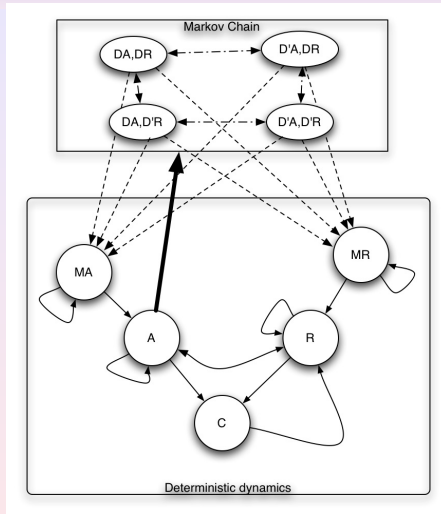 Markov Chain
DA,DR
D'A,DR
DA,D'R
D'A,D'R
MA
MR
A
R
C
Deterministic dynamics